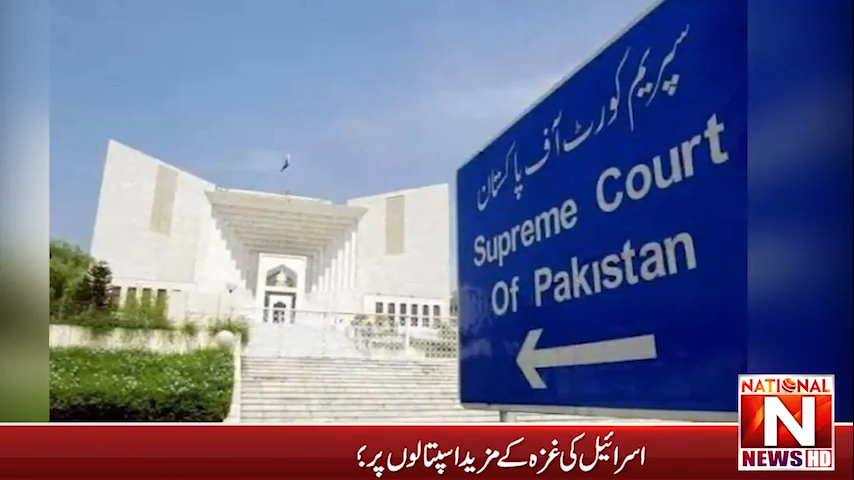 سپریم کورٹ آف پاکستان
Supreme Court
Of Pakistan
NATIONAL
N
NEWS HD
اسرائیل کی غزہ کے مزید اسپتالوں پر؟